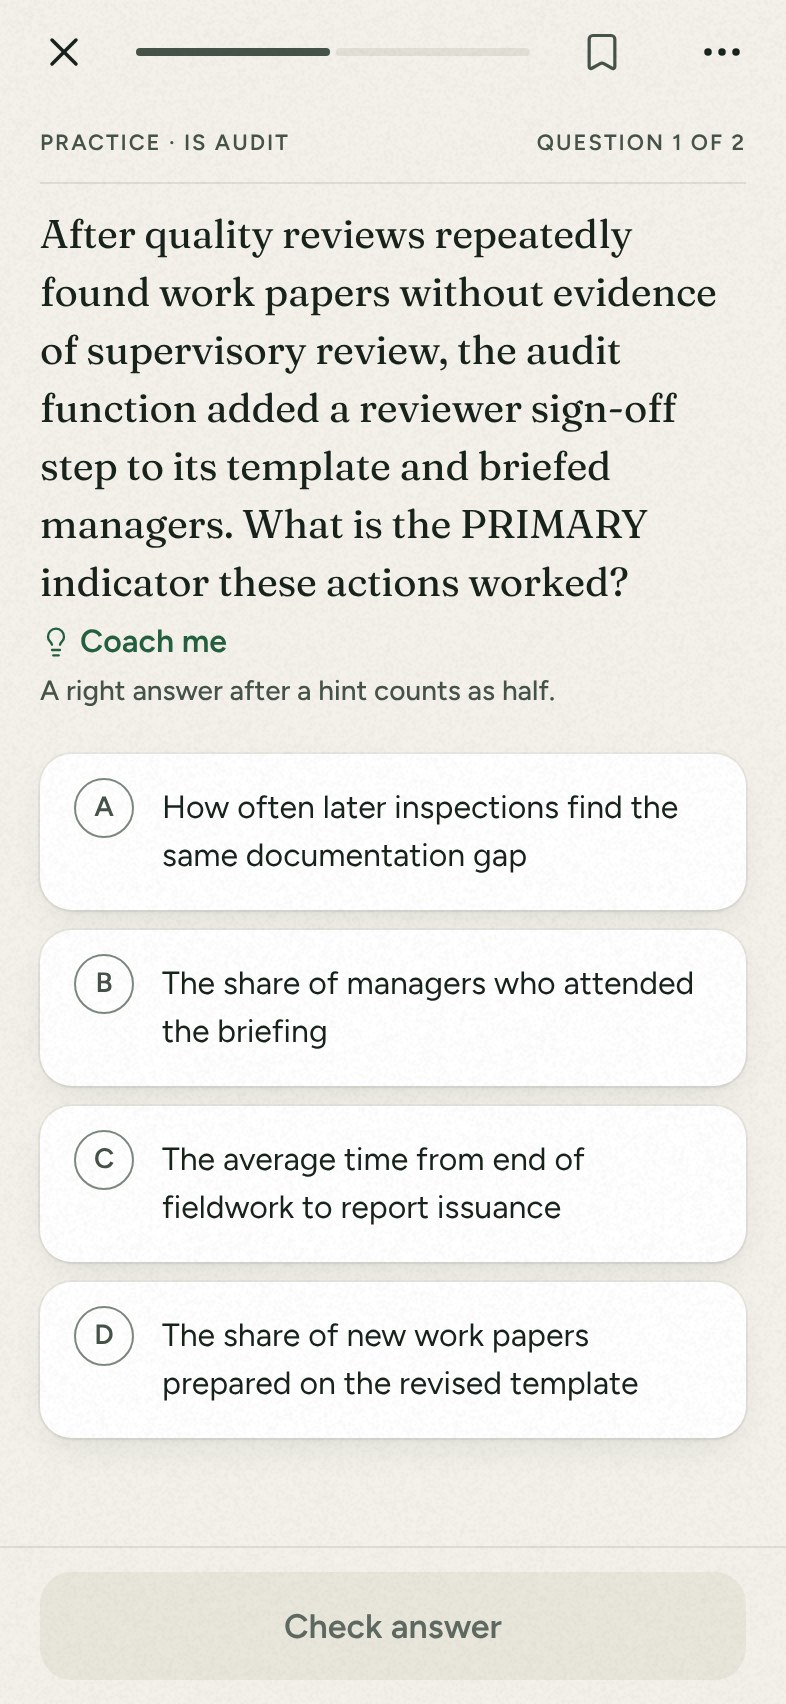 PRACTICE · IS AUDIT
QUESTION 1 OF 2
After quality reviews repeatedly
found work papers without evidence
of supervisory review, the audit
function added a reviewer sign-off
step to its template and briefed
managers. What is the PRIMARY
indicator these actions worked?
Coach me
A right answer after a hint counts as half.
A
How often later inspections find the
same documentation gap
B
The share of managers who attended
the briefing
C
The average time from end of
fieldwork to report issuance
D
The share of new work papers
prepared on the revised template
Check answer